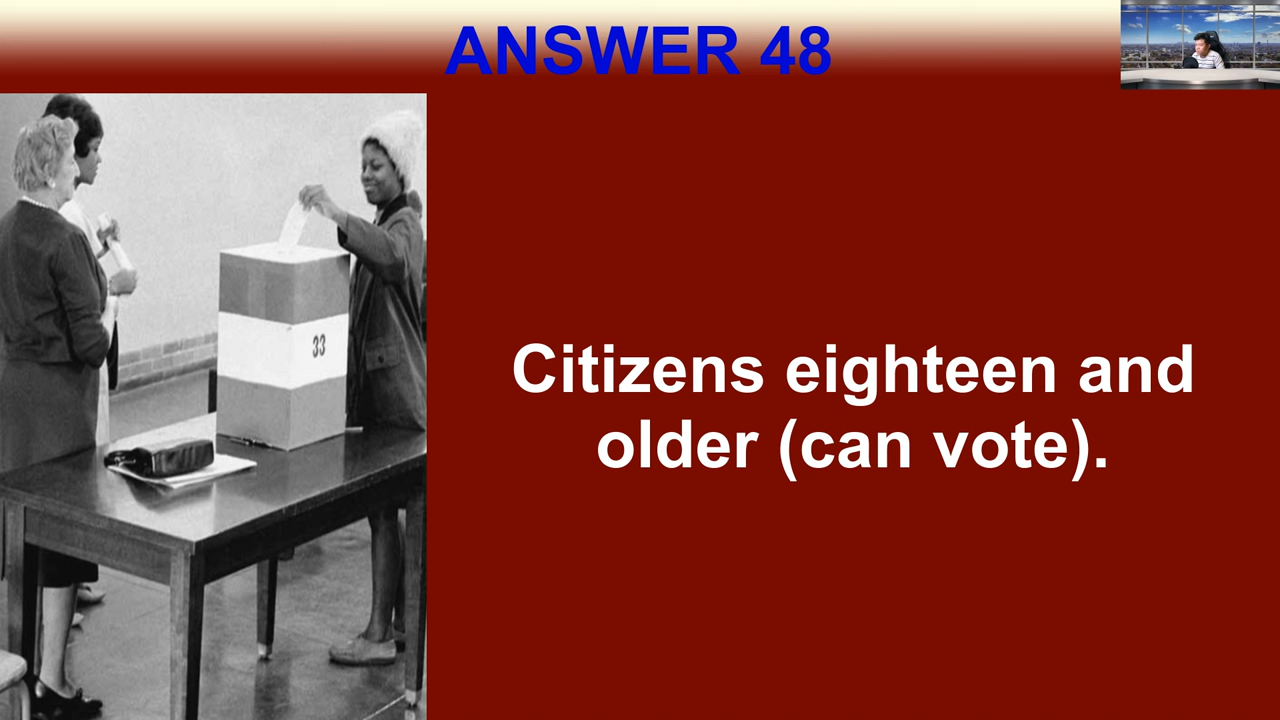 ANSWER 48
33
Citizens eighteen and
older (can vote).